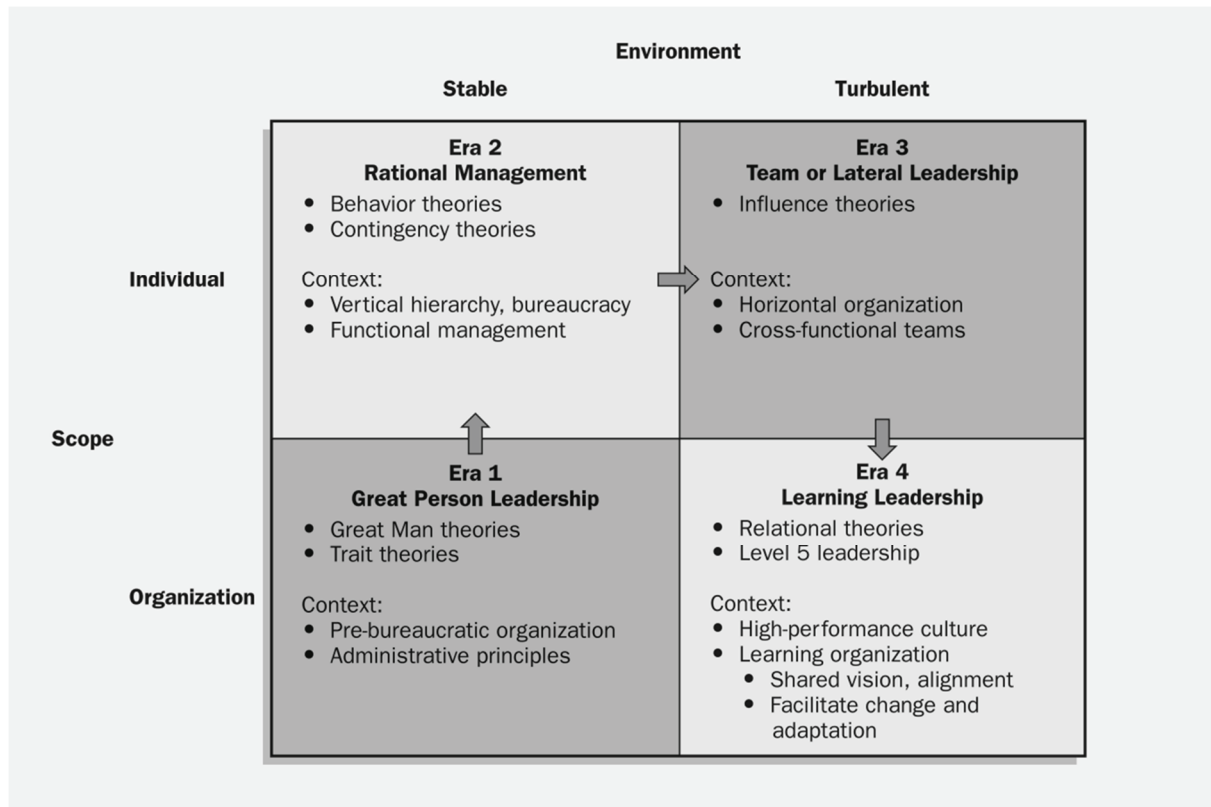 Environment
Stable
Turbulent
Era 2
Rational Management
• Behavior theories
• Contingency theories
Context:
• Vertical hierarchy, bureaucracy
• Functional management
Era 3
Team or Lateral Leadership
• Influence theories
Context:
• Horizontal organization
• Cross-functional teams
Individual
Scope
Era 1
Great Person Leadership
• Great Man theories
• Trait theories
Context:
• Pre-bureaucratic organization
• Administrative principles
Era 4
Learning Leadership
• Relational theories
• Level 5 leadership
Context:
• High-performance culture
• Learning organization
• Shared vision, alignment
• Facilitate change and
adaptation
Organization